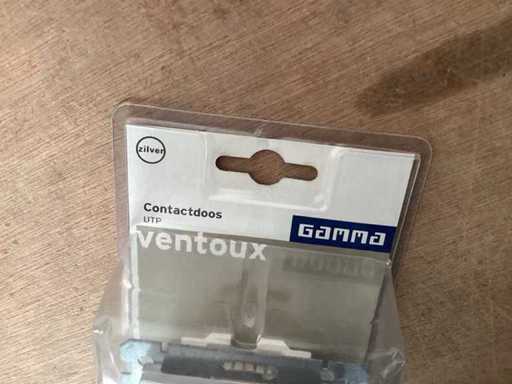 zilver
Contactdoos
UTP
GAMMA
ventoux